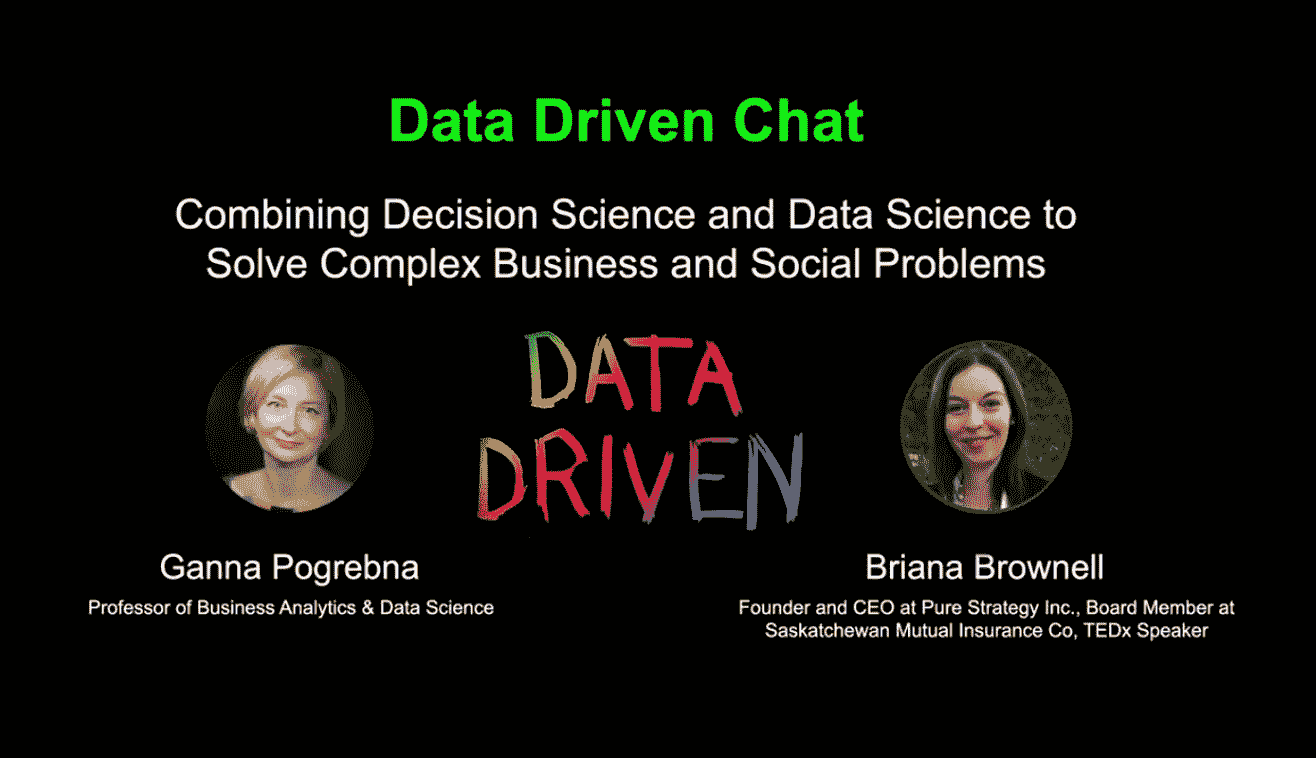 Data Driven Chat
Combining Decision Science and Data Science to
Solve Complex Business and Social Problems
DATA
DRIVEN
Ganna Pogrebna
Professor of Business Analytics & Data Science
Briana Brownell
Founder and CEO at Pure Strategy Inc., Board Member at
Saskatchewan Mutual Insurance Co, TEDx Speaker